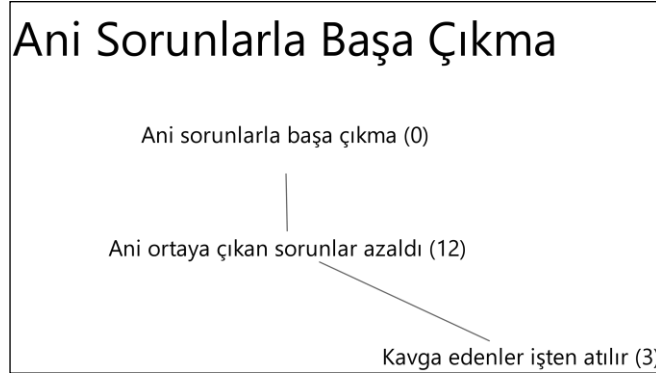 Ani Sorunlarla Başa Çıkma
Ani sorunlarla başa çıkma (0)
Ani ortaya çıkan sorunlar azaldı (12)
Kavga edenler işten atılır (3)